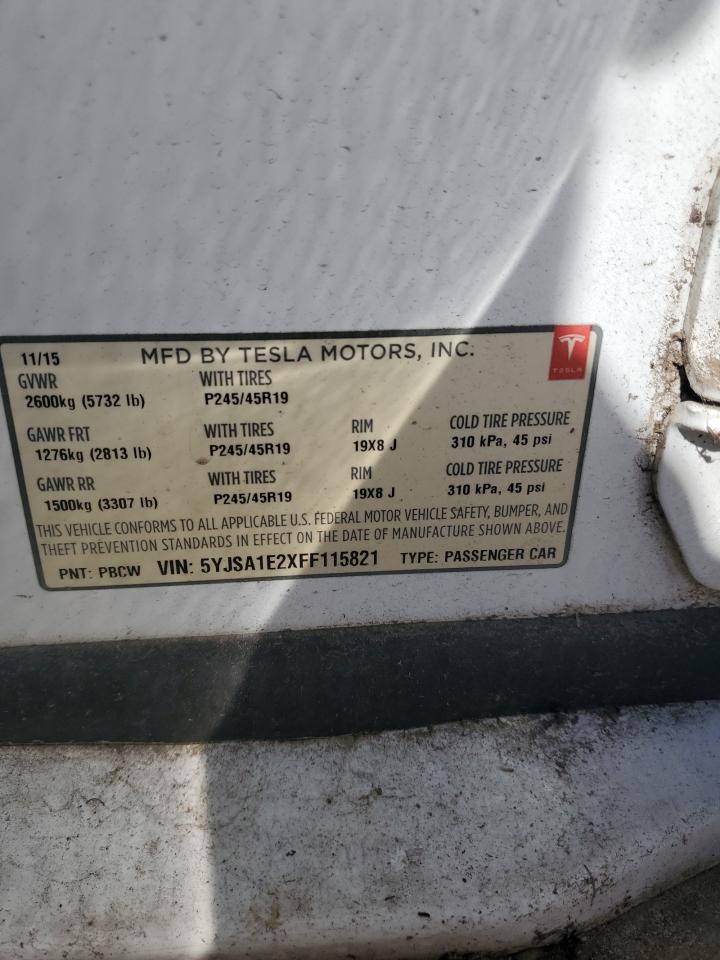 11/15 MFD BY TESLA MOTORS, INC.
TESLA
GVWR WITH TIRES
2600kg (5732 lb) P245/45R19
GAWR FRT WITH TIRES RIM COLD TIRE PRESSURE
1276kg (2813 lb) P245/45R19 19X8 J 310 kPa, 45 psi
GAWR RR WITH TIRES RIM COLD TIRE PRESSURE
1500kg (3307 lb) P245/45R19 19X8 J 310 kPa, 45 psi
THIS VEHICLE CONFORMS TO ALL APPLICABLE U.S. FEDERAL MOTOR VEHICLE SAFETY, BUMPER, AND
THEFT PREVENTION STANDARDS IN EFFECT ON THE DATE OF MANUFACTURE SHOWN ABOVE.
PNT: PBCW VIN: 5YJSA1E2XFF115821 TYPE: PASSENGER CAR